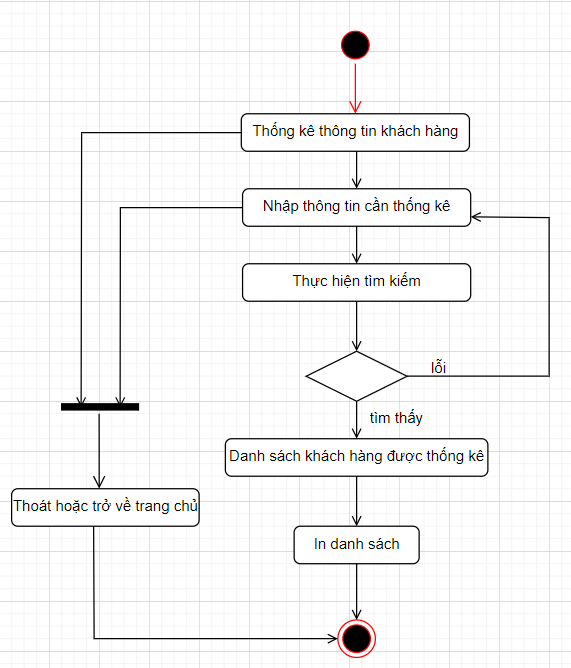 Thống kê thông tin khách hàng
Nhập thông tin cần thống kê
Thực hiện tìm kiếm
lỗi
tìm thấy
Danh sách khách hàng được thống kê
Thoát hoặc trở về trang chủ
In danh sách